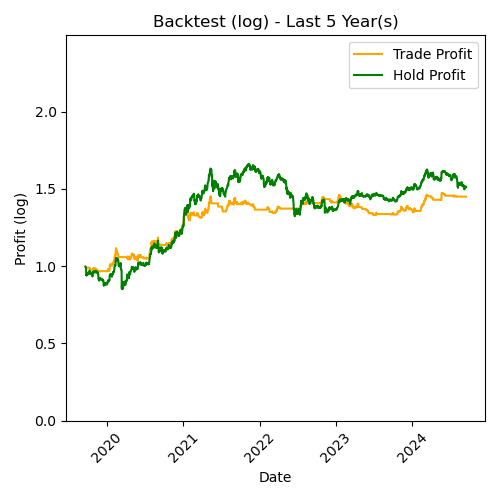 Backtest (log) - Last 5 Year(s)
Trade Profit
Hold Profit
Profit (log)
2.0
1.5
1.0
0.5
0.0
2020
2021
2022
2023
2024
Date